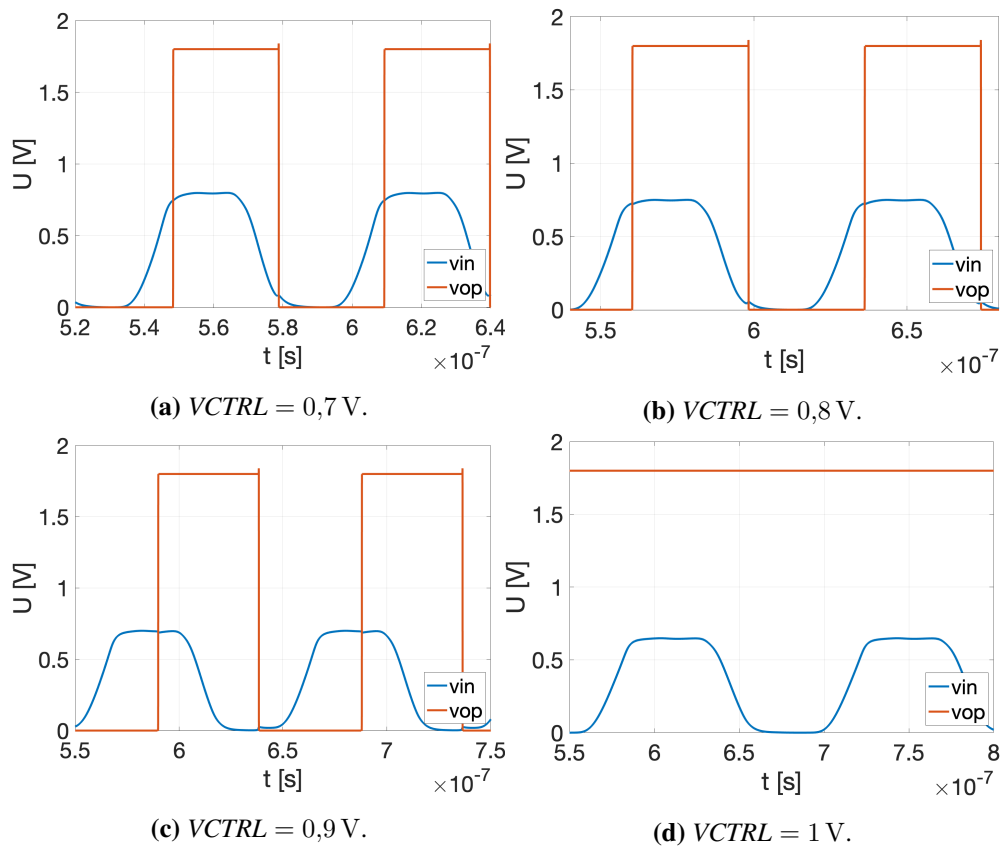 2
1.5
1
0.5
0
U [V]
5.2 5.4 5.6 5.8 6 6.2 6.4
t [s]
×10-7
vin
vop
(a) VCTRL = 0,7 V.
2
1.5
1
0.5
0
U [V]
5.5 6 6.5
t [s]
×10-7
vin
vop
(b) VCTRL = 0,8 V.
2
1.5
1
0.5
0
U [V]
5.5 6 6.5 7 7.5
t [s]
×10-7
vin
vop
(c) VCTRL = 0,9 V.
2
1.5
1
0.5
0
U [V]
5.5 6 6.5 7 7.5 8
t [s]
×10-7
vin
vop
(d) VCTRL = 1 V.